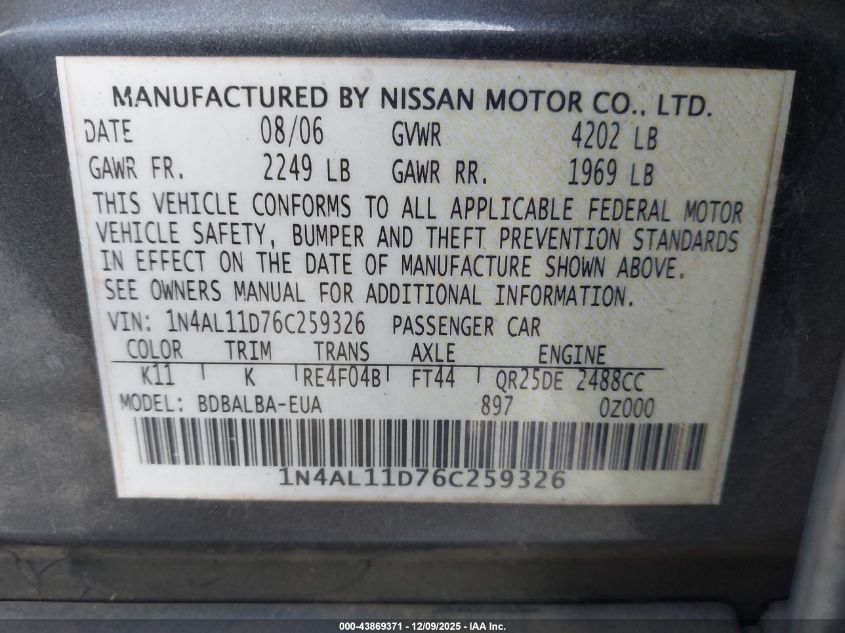 MANUFACTURED BY NISSAN MOTOR CO., LTD.
DATE 08/06 GVWR 4202 LB
GAWR FR. 2249 LB GAWR RR. 1969 LB
THIS VEHICLE CONFORMS TO ALL APPLICABLE FEDERAL MOTOR
VEHICLE SAFETY, BUMPER AND THEFT PREVENTION STANDARDS
IN EFFECT ON THE DATE OF MANUFACTURE SHOWN ABOVE.
SEE OWNERS MANUAL FOR ADDITIONAL INFORMATION.
VIN: 1N4AL11D76C259326 PASSENGER CAR
COLOR TRIM TRANS AXLE ENGINE
K11 K RE4F04B FT44 QR25DE 2488CC
MODEL: BDBALBA-EUA 897 0Z000
1N4AL11D76C259326
000-43869371 - 12/09/2025 - IAA Inc.